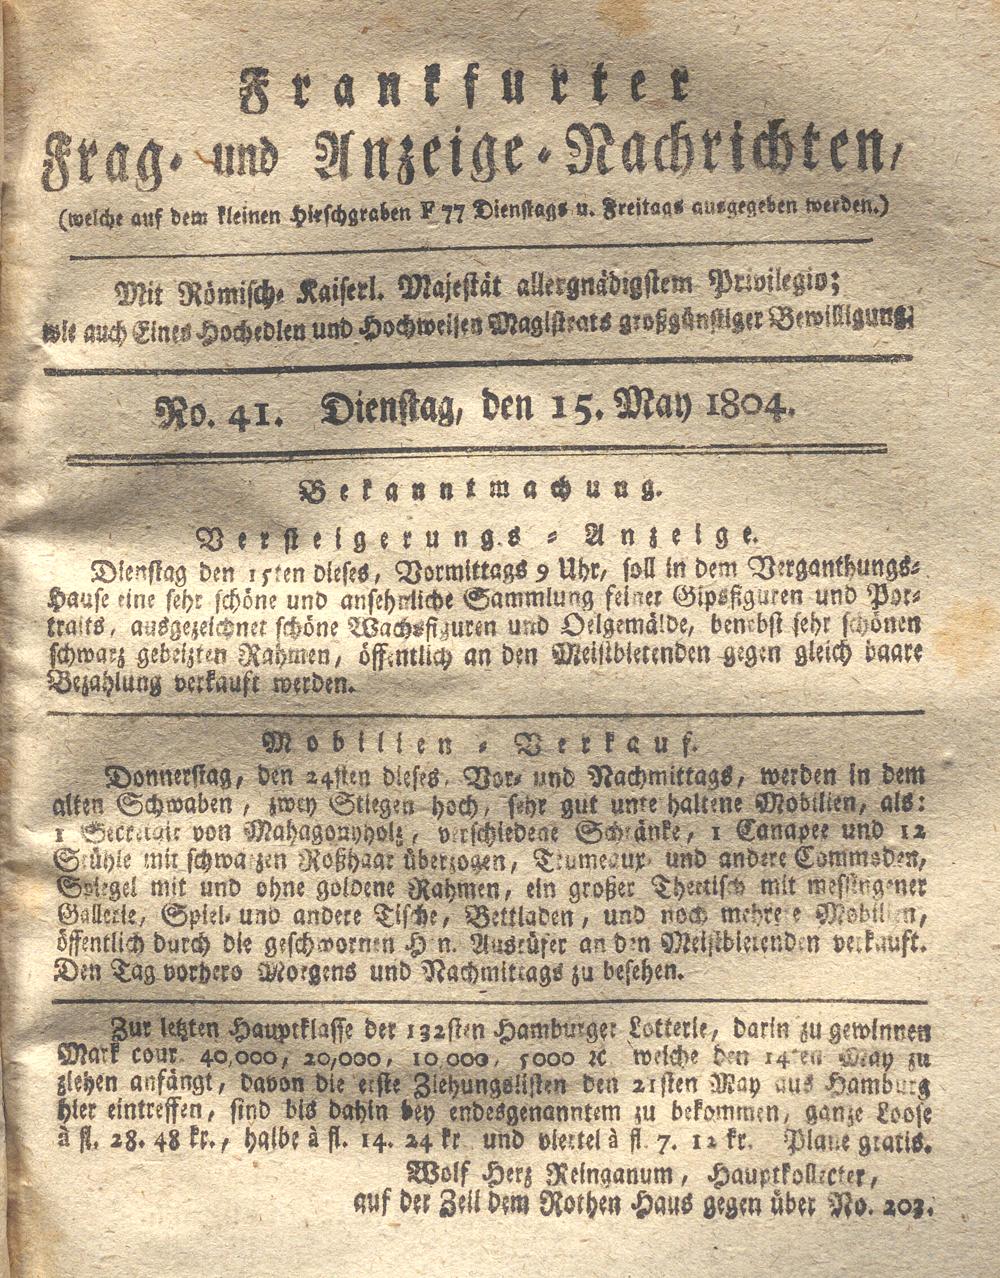 Frankfurter
Frag- und Anzeige-Nachrichten,
(welche auf dem kleinen Hirschgraben F 77 Dienstags u. Freitags ausgegeben werden.)
Mit Römisch- Kaiserl. Majestät allergnädigstem Privilegio;
wie auch Eines Hochedlen und Hochweisen Magistrats großgünstiger Bewilligung.
No. 41. Dienstag, den 15. May 1804.
Bekanntmachung.
Versteigerungs-Anzeige.
Dienstag den 15ten dieses, Vormittags 9 Uhr, soll in dem Verganthungs-
Hause eine sehr schöne und ansehnliche Sammlung feiner Gipsfiguren und Por-
traits, ausgezeichnet schöne Wachsfiguren und Oelgemälde, benebst sehr schönen
schwarz gebeizten Rahmen, öffentlich an den Meistbietenden gegen gleich baare
Bezahlung verkauft werden.
Mobilien-Verkauf.
Donnerstag, den 24sten dieses, Vor- und Nachmittags, werden in dem
alten Schwaben, zwey Stiegen hoch, sehr gut unterhaltene Mobilien, als:
1 Secretair von Mahagonyholz, verschiedene Schränke, 1 Canapee und 12
Stühle mit schwarzen Roßhaar überzogen, Trumeaux- und andere Commoden,
Spiegel mit und ohne goldene Rahmen, ein großer Theetisch mit messingener
Gallerie, Spiel- und andere Tische, Bettladen, und noch mehrere Mobilien,
öffentlich durch die geschwornen Hrn. Ausrüfer an den Meistbietenden verkauft.
Den Tag vorhero Morgens und Nachmittags zu besehen.
Zur letzten Hauptklasse der 132sten Hamburger Lotterie, darin zu gewinnen
Mark cour. 40,000, 20,000, 10 000, 5000 ꝛc welche den 14ten May zu
ziehen anfängt, davon die erste Ziehungslisten den 21sten May aus Hamburg
hier eintreffen, sind bis dahin bey endesgenanntem zu bekommen, ganze Loose
à fl. 28. 48 kr., halbe à fl. 14. 24 kr. und viertel à fl. 7. 12 kr. Plane gratis.
Wolf Herz Reinganum, Hauptkollecter,
auf der Zeil dem Rothen Haus gegen über No. 203.